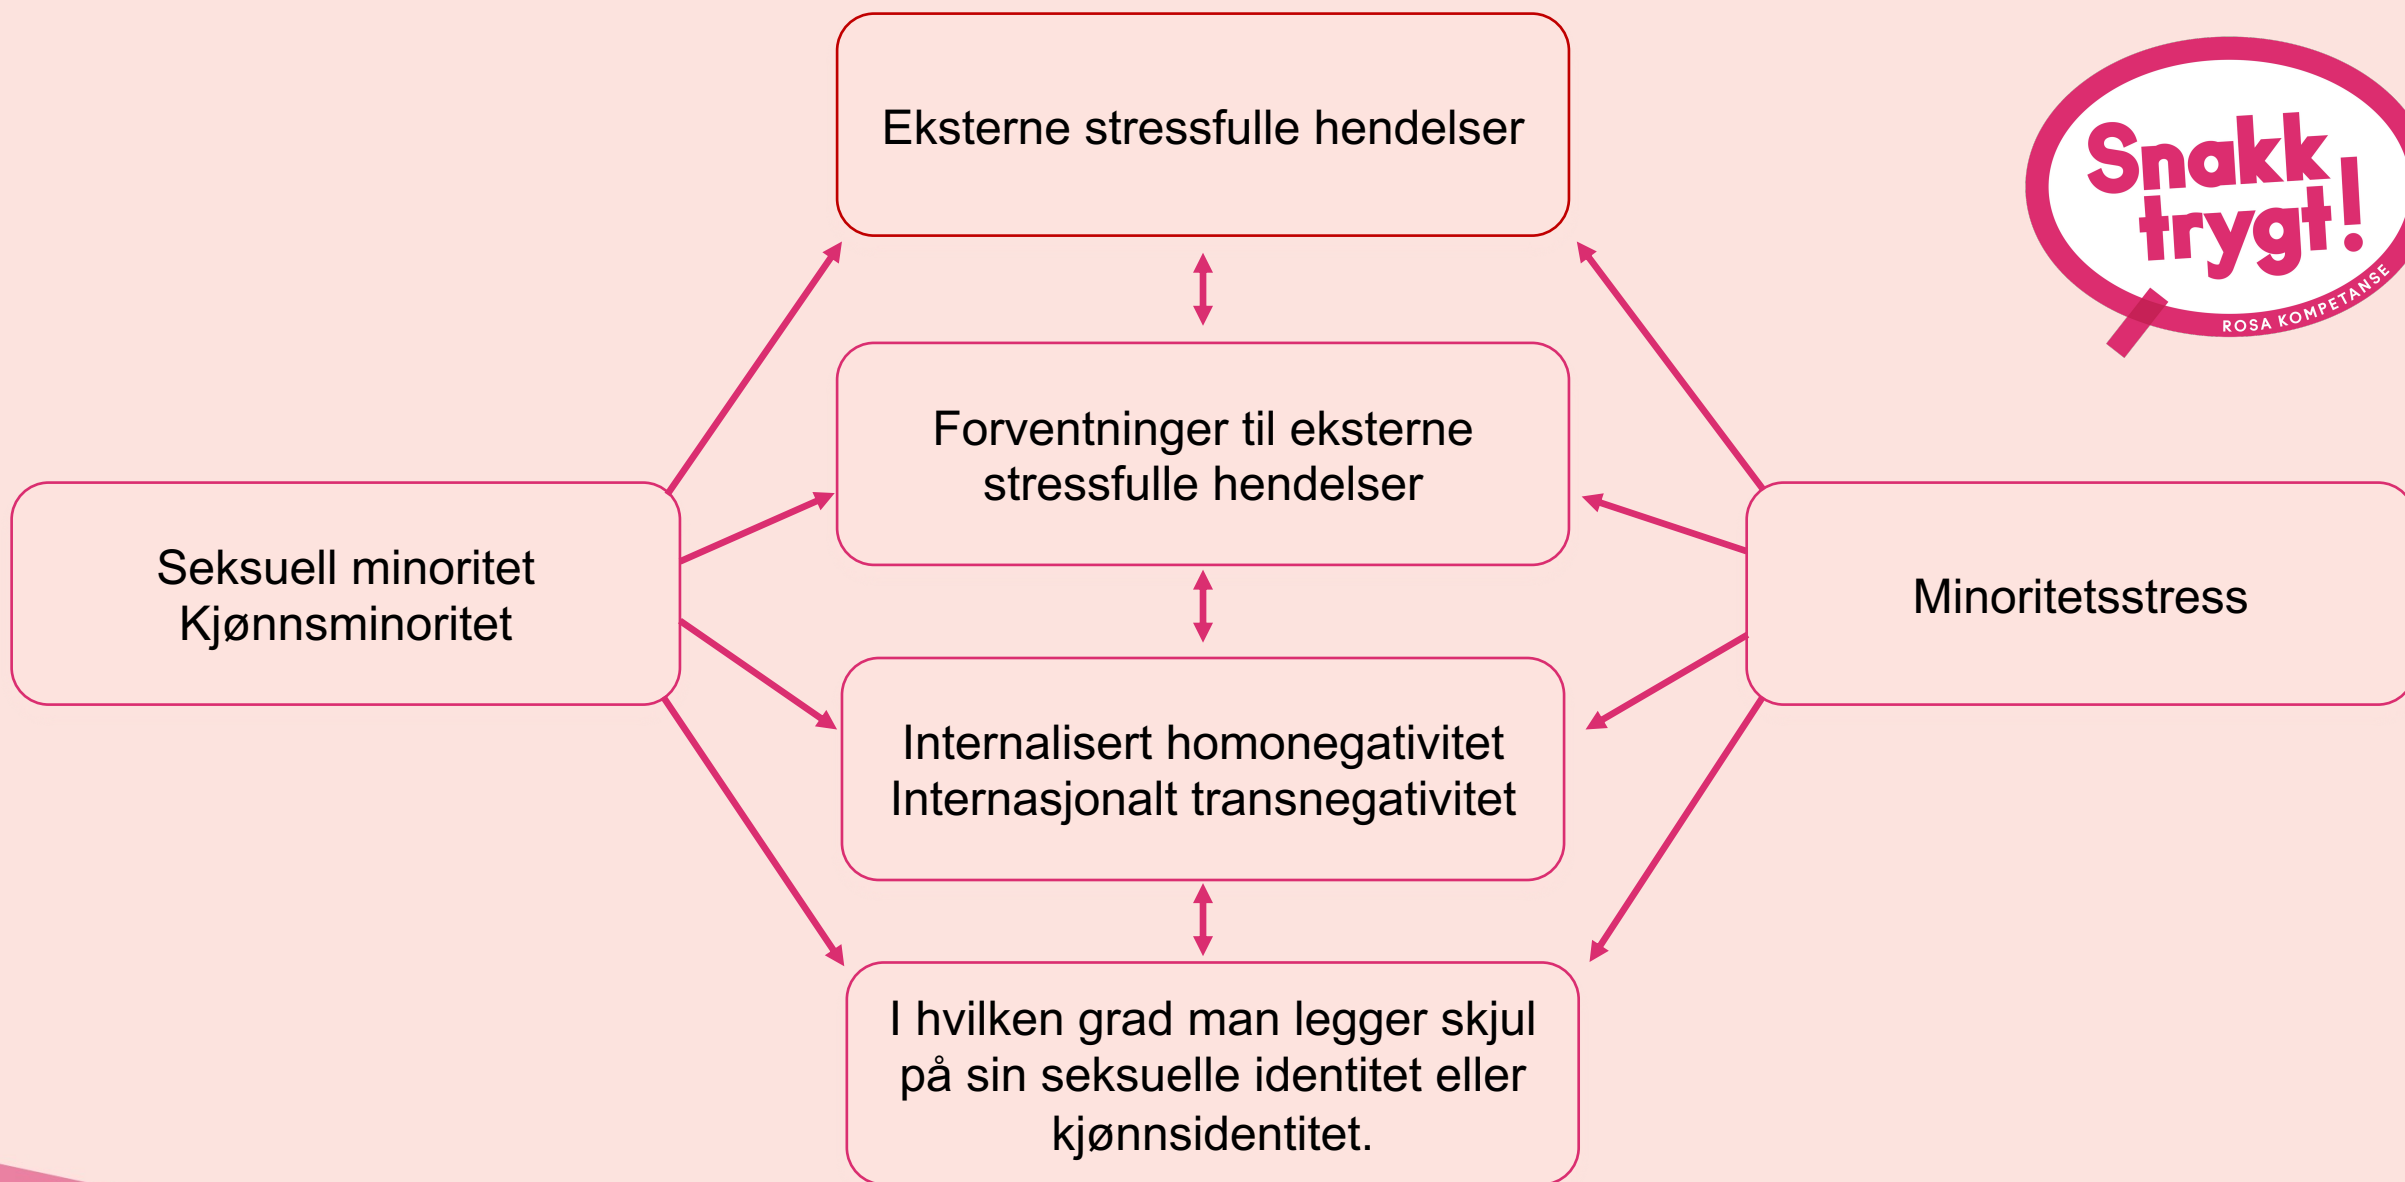 Eksterne stressfulle hendelser
Snakk
trygt!
ROSA KOMPETANSE
Forventninger til eksterne
stressfulle hendelser
Seksuell minoritet
Kjønnsminoritet
Minoritetsstress
Internalisert homonegativitet
Internasjonalt transnegativitet
I hvilken grad man legger skjul
på sin seksuelle identitet eller
kjønnsidentitet.